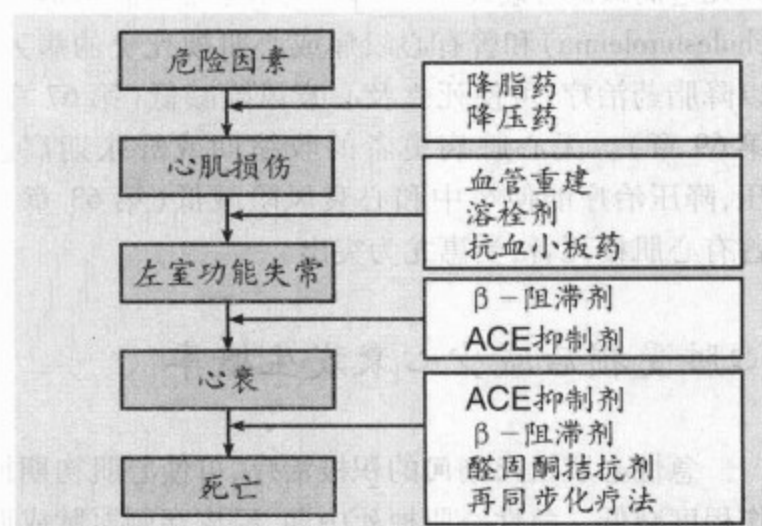 危险因素
降脂药
降压药
心肌损伤
血管重建
溶栓剂
抗血小板药
左室功能失常
β-阻滞剂
ACE抑制剂
心衰
ACE抑制剂
β-阻滞剂
醛固酮拮抗剂
再同步化疗法
死亡